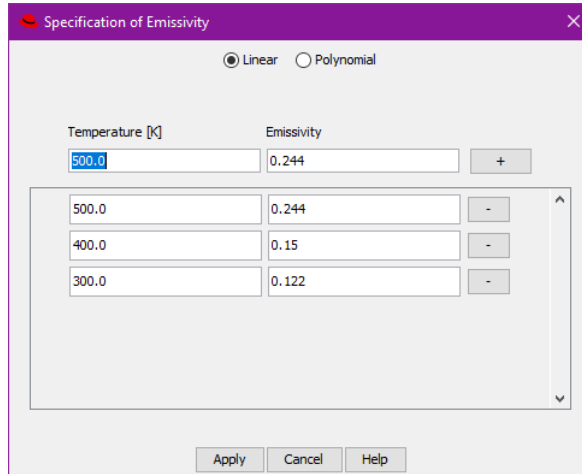 Specification of Emissivity
Linear Polynomial
Temperature [K] Emissivity
500.0 0.244 +
500.0 0.244 -
400.0 0.15 -
300.0 0.122 -
Apply Cancel Help